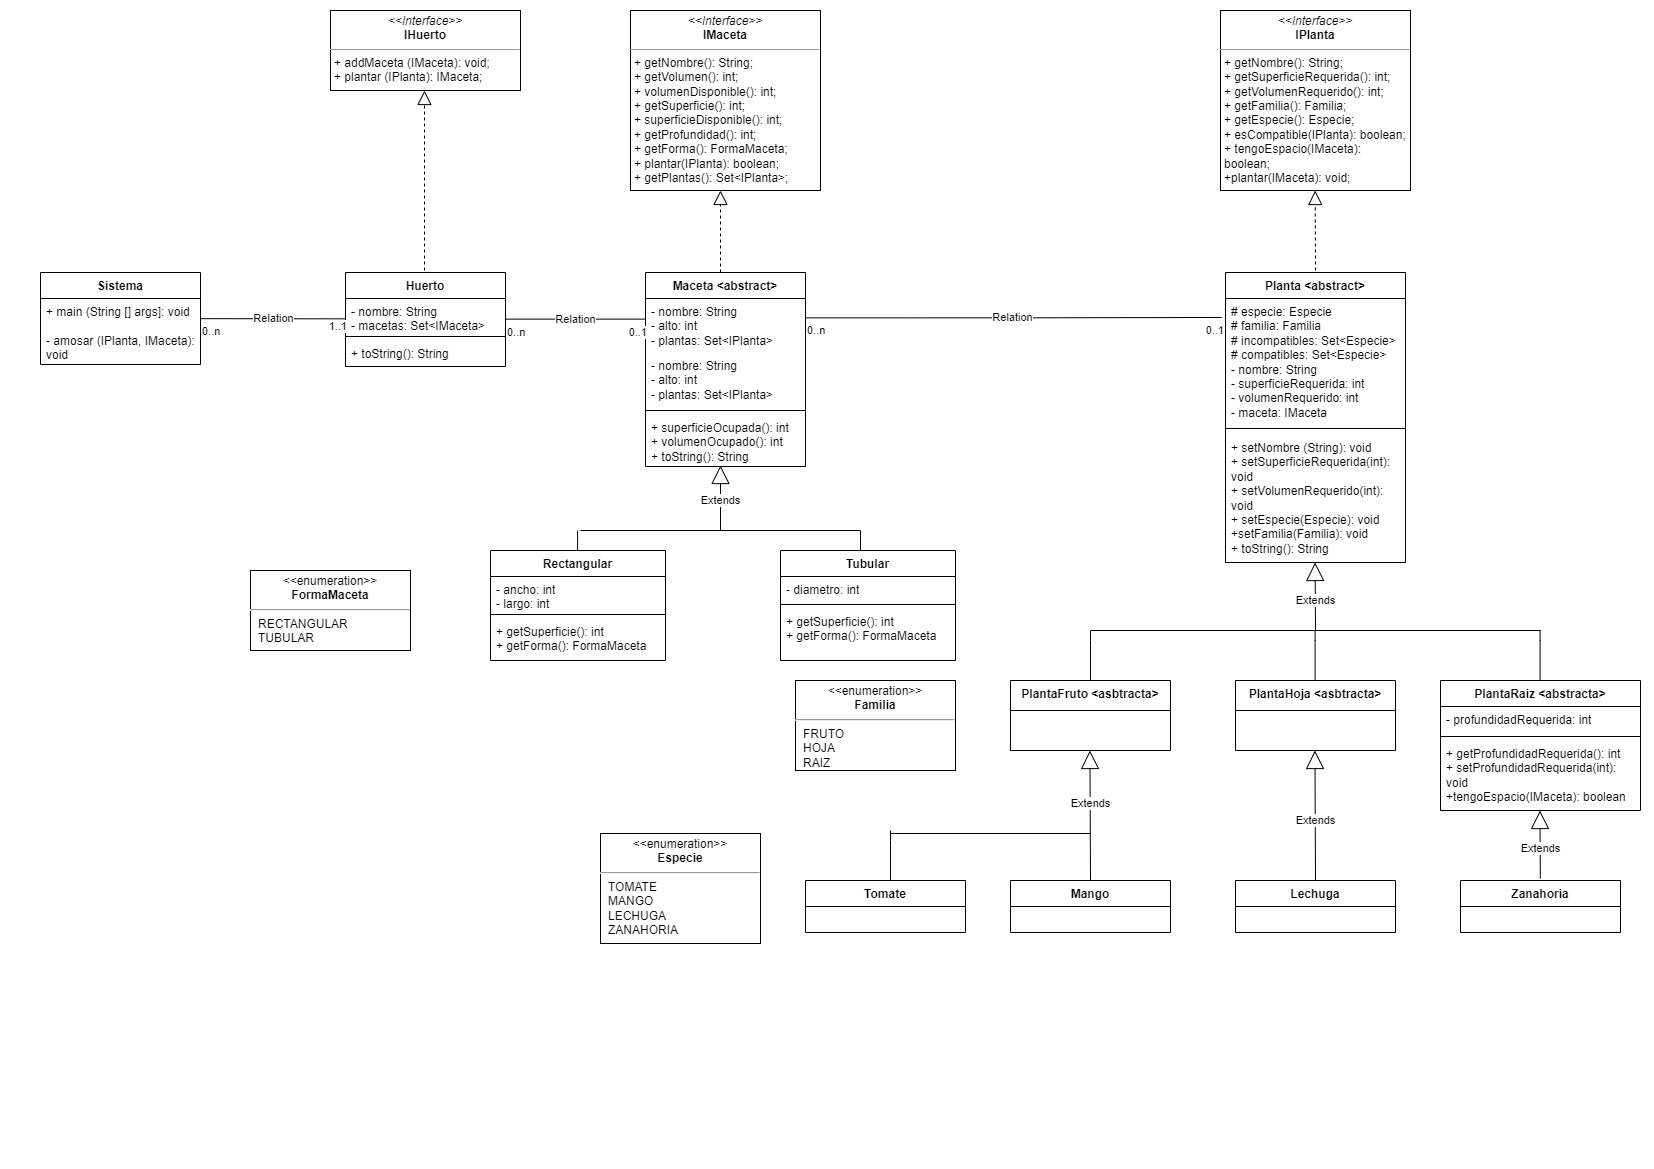 <<Interface>>
IHuerto
+ addMaceta (IMaceta): void;
+ plantar (IPlanta): IMaceta;
<<Interface>>
IMaceta
+ getNombre(): String;
+ getVolumen(): int;
+ volumenDisponible(): int;
+ getSuperficie(): int;
+ superficieDisponible(): int;
+ getProfundidad(): int;
+ getForma(): FormaMaceta;
+ plantar(IPlanta): boolean;
+ getPlantas(): Set<IPlanta>;
<<Interface>>
IPlanta
+ getNombre(): String;
+ getSuperficieRequerida(): int;
+ getVolumenRequerido(): int;
+ getFamilia(): Familia;
+ getEspecie(): Especie;
+ esCompatible(IPlanta): boolean;
+ tengoEspacio(IMaceta):
boolean;
+plantar(IMaceta): void;
Sistema
+ main (String [] args]: void
- amosar (IPlanta, IMaceta):
void
Relation
0..n
1..1
Huerto
- nombre: String
- macetas: Set<IMaceta>
+ toString(): String
Relation
0..n
0..1
Maceta <abstract>
- nombre: String
- alto: int
- plantas: Set<IPlanta>
- nombre: String
- alto: int
- plantas: Set<IPlanta>
+ superficieOcupada(): int
+ volumenOcupado(): int
+ toString(): String
Relation
0..n
0..1
Planta <abstract>
# especie: Especie
# familia: Familia
# incompatibles: Set<Especie>
# compatibles: Set<Especie>
- nombre: String
- superficieRequerida: int
- volumenRequerido: int
- maceta: IMaceta
+ setNombre (String): void
+ setSuperficieRequerida(int):
void
+ setVolumenRequerido(int):
void
+ setEspecie(Especie): void
+setFamilia(Familia): void
+ toString(): String
Extends
Extends
<<enumeration>>
FormaMaceta
RECTANGULAR
TUBULAR
Rectangular
- ancho: int
- largo: int
+ getSuperficie(): int
+ getForma(): FormaMaceta
Tubular
- diametro: int
+ getSuperficie(): int
+ getForma(): FormaMaceta
<<enumeration>>
Familia
FRUTO
HOJA
RAIZ
PlantaFruto <asbtracta>
PlantaHoja <asbtracta>
PlantaRaiz <abstracta>
- profundidadRequerida: int
+ getProfundidadRequerida(): int
+ setProfundidadRequerida(int):
void
+tengoEspacio(IMaceta): boolean
Extends
Extends
Extends
<<enumeration>>
Especie
TOMATE
MANGO
LECHUGA
ZANAHORIA
Tomate
Mango
Lechuga
Zanahoria